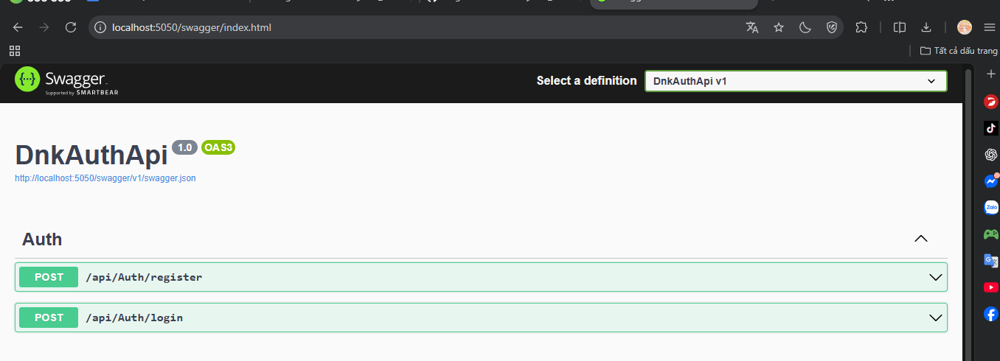 localhost:5050/swagger/index.html
Tất cả dấu trang
Swagger
Supported by SMARTBEAR
Select a definition
DnkAuthApi v1
DnkAuthApi 1.0 OAS3
http://localhost:5050/swagger/v1/swagger.json
Auth
POST /api/Auth/register
POST /api/Auth/login
Zalo